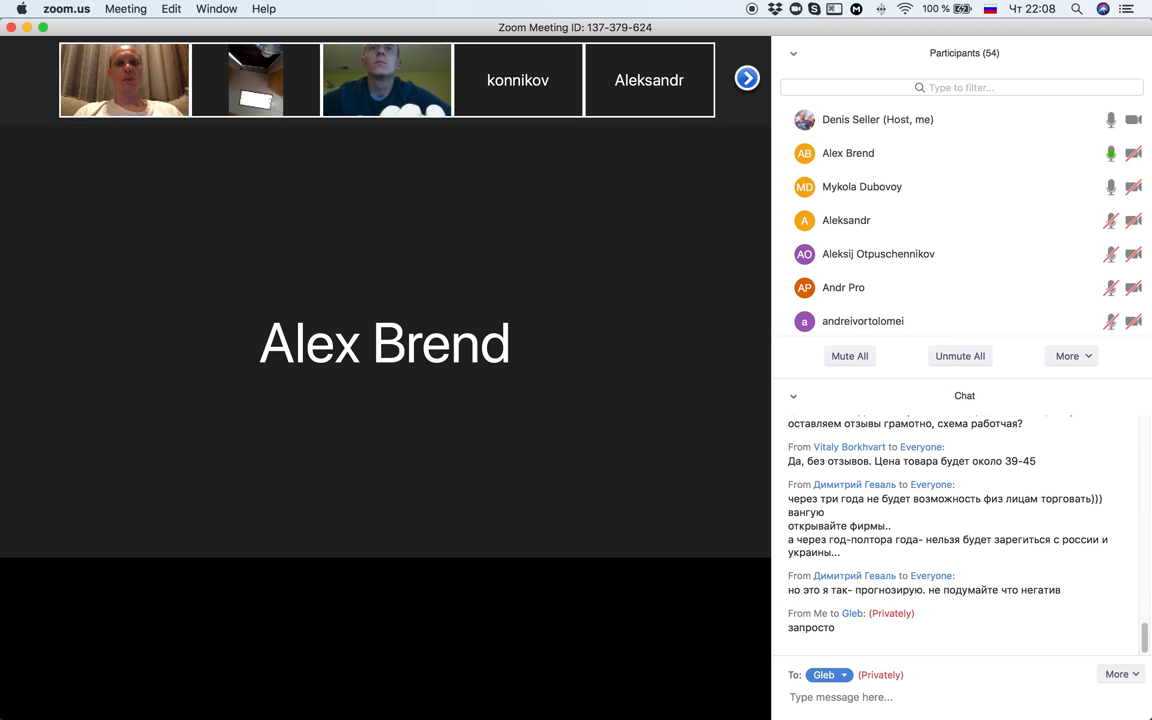 zoom.us Meeting Edit Window Help 100 % Чт 22:08
Zoom Meeting ID: 137-379-624
konnikov
Aleksandr
Alex Brend
Participants (54)
Type to filter...
Denis Seller (Host, me)
AB Alex Brend
MD Mykola Dubovoy
A Aleksandr
AO Aleksij Otpuschennikov
AP Andr Pro
a andreivortolomei
Mute All Unmute All More
Chat
оставляем отзывы грамотно, схема работчая?
From Vitaly Borkhvart to Everyone:
Да, без отзывов. Цена товара будет около 39-45
From Димитрий Геваль to Everyone:
через три года не будет возможность физ лицам торговать)))
вангую
открывайте фирмы..
а через год-полтора года- нельзя будет зарегиться с россии и
украины...
From Димитрий Геваль to Everyone:
но это я так- прогнозирую. не подумайте что негатив
From Me to Gleb: (Privately)
запросто
To: Gleb (Privately) More
Type message here...